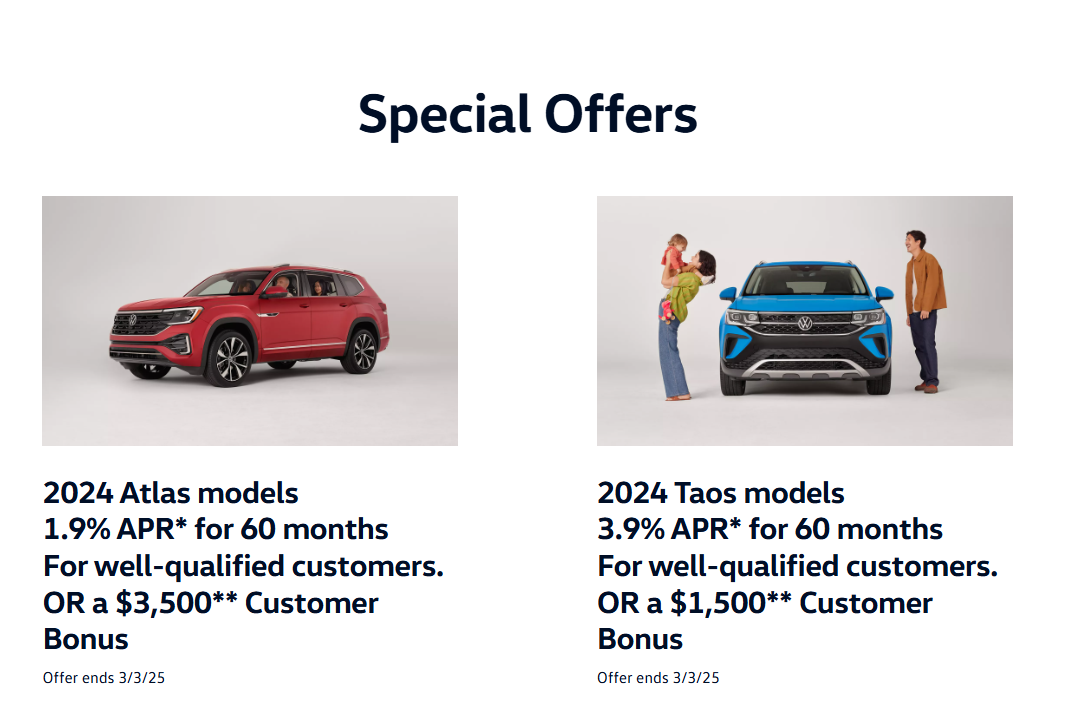 Special Offers
2024 Atlas models
1.9% APR* for 60 months
For well-qualified customers.
OR a $3,500** Customer
Bonus
Offer ends 3/3/25
2024 Taos models
3.9% APR* for 60 months
For well-qualified customers.
OR a $1,500** Customer
Bonus
Offer ends 3/3/25